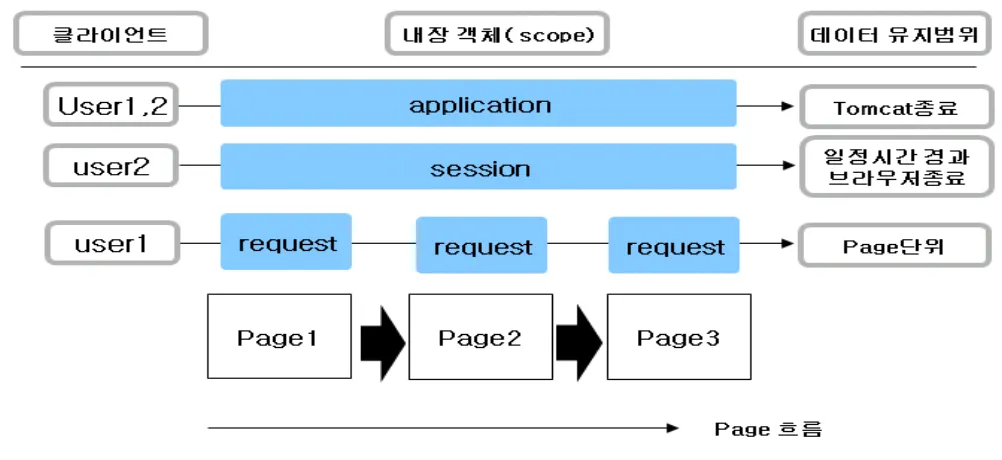 클라이언트
내장 객체( scope)
데이터 유지범위
User1,2
application
Tomcat종료
user2
session
일정시간 경과
브라우저종료
user1
request
request
request
Page단위
Page1
Page2
Page3
Page 흐름